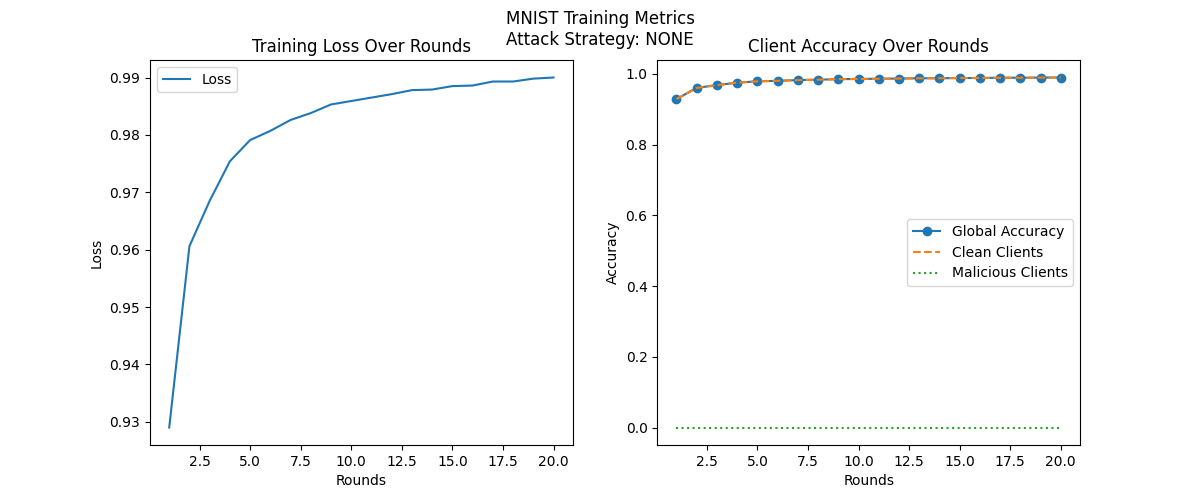 MNIST Training Metrics
Attack Strategy: NONE
Training Loss Over Rounds
Loss
0.99
0.98
0.97
0.96
0.95
0.94
0.93
Loss
2.5 5.0 7.5 10.0 12.5 15.0 17.5 20.0
Rounds
Client Accuracy Over Rounds
1.0
0.8
0.6
0.4
0.2
0.0
Accuracy
Global Accuracy
Clean Clients
Malicious Clients
2.5 5.0 7.5 10.0 12.5 15.0 17.5 20.0
Rounds